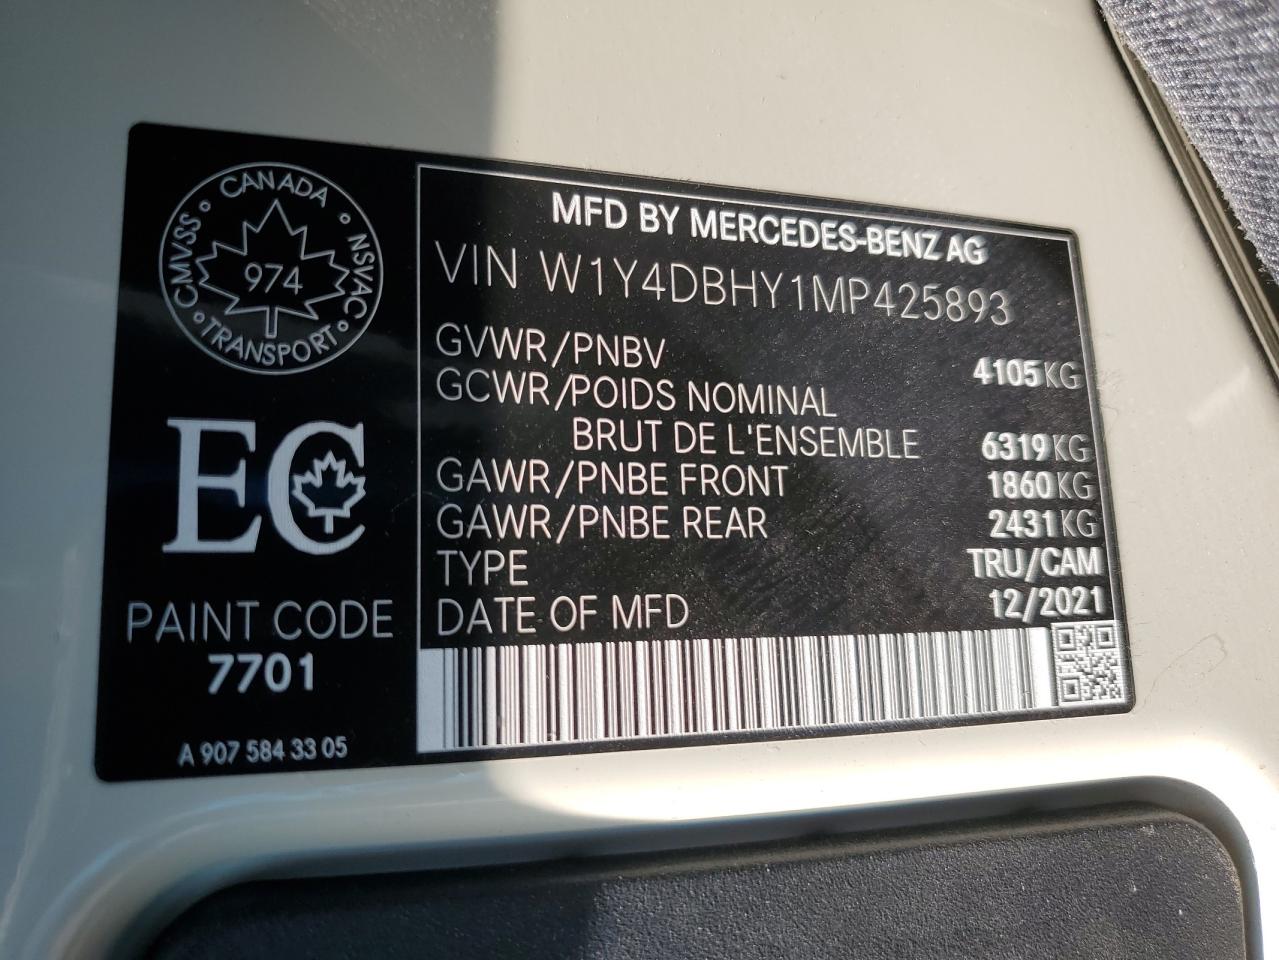 CANADA
CMVSS
NSVAC
974
TRANSPORT
EC
PAINT CODE
7701
A 907 584 33 05
MFD BY MERCEDES-BENZ AG
VIN W1Y4DBHY1MP425893
GVWR/PNBV 4105KG
GCWR/POIDS NOMINAL
BRUT DE L'ENSEMBLE 6319KG
GAWR/PNBE FRONT 1860KG
GAWR/PNBE REAR 2431KG
TYPE TRU/CAM
DATE OF MFD 12/2021